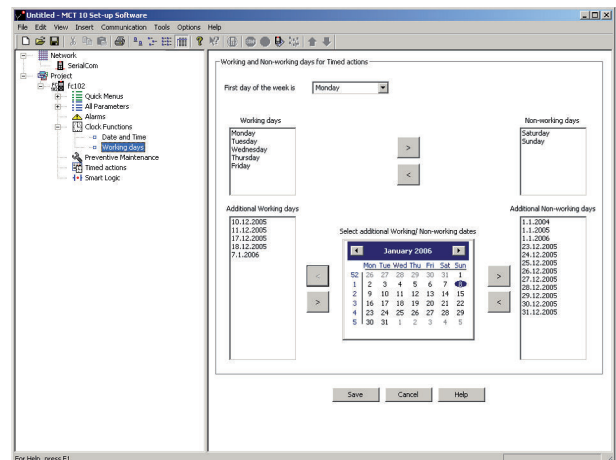 Untitled - MCT 10 Set-up Software
File Edit View Insert Communication Tools Options Help
Network
SerialCom
Project
fc102
Quick Menus
All Parameters
Alarms
Clock Functions
Date and Time
Working days
Preventive Maintenance
Timed actions
Smart Logic
Working and Non-working days for Timed actions
First day of the week is Monday
Working days
Monday
Tuesday
Wednesday
Thursday
Friday
>
<
Non-working days
Saturday
Sunday
Additional Working days
10.12.2005
11.12.2005
17.12.2005
18.12.2005
7.1.2006
<
>
Select additional Working/ Non-working dates
January 2006
Mon Tue Wed Thu Fri Sat Sun
52 26 27 28 29 30 31 1
1 2 3 4 5 6 7 8
2 9 10 11 12 13 14 15
3 16 17 18 19 20 21 22
4 23 24 25 26 27 28 29
5 30 31 1 2 3 4 5
>
<
Additional Non-working days
1.1.2004
1.1.2005
1.1.2006
23.12.2005
24.12.2005
25.12.2005
26.12.2005
27.12.2005
28.12.2005
29.12.2005
30.12.2005
31.12.2005
Save Cancel Help
For Help, press F1